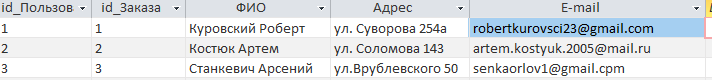 id_Пользов id_Заказа ФИО Адрес E-mail
1 1 Куровский Роберт ул. Суворова 254а robertkurovsci23@gmail.com
2 2 Костюк Артем ул. Соломова 143 artem.kostyuk.2005@mail.ru
3 3 Станкевич Арсений ул.Врублевского 50 senkaorlov1@gmail.cpm